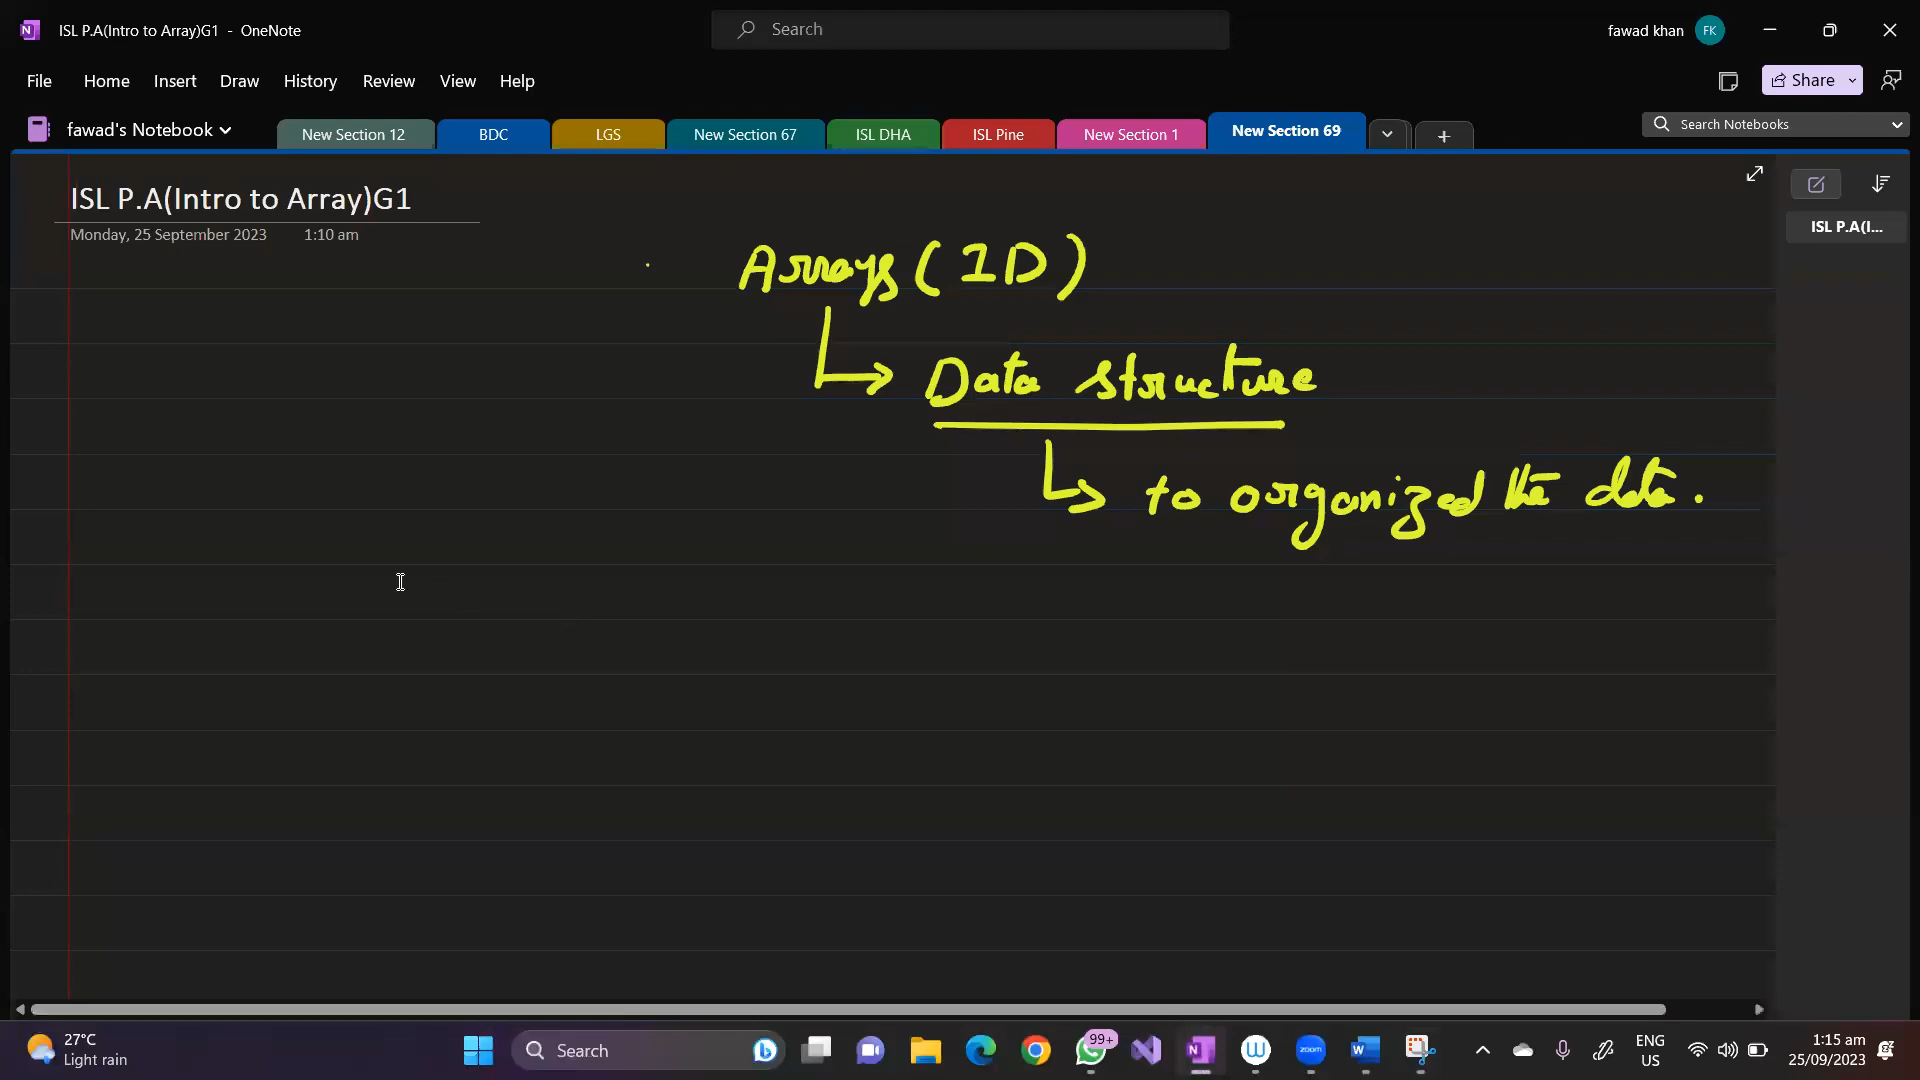 ISL P.A(Intro to Array)G1 - OneNote
Search
fawad khan
FK
File Home Insert Draw History Review View Help
Share
fawad's Notebook
New Section 12
BDC
LGS
New Section 67
ISL DHA
ISL Pine
New Section 1
New Section 69
Search Notebooks
ISL P.A(Intro to Array)G1
Monday, 25 September 2023 1:10 am
ISL P.A(I...
Arrays (1D)
Data structure
to organized the data.
27°C
Light rain
Search
99+
zoom
ENG
US
1:15 am
25/09/2023